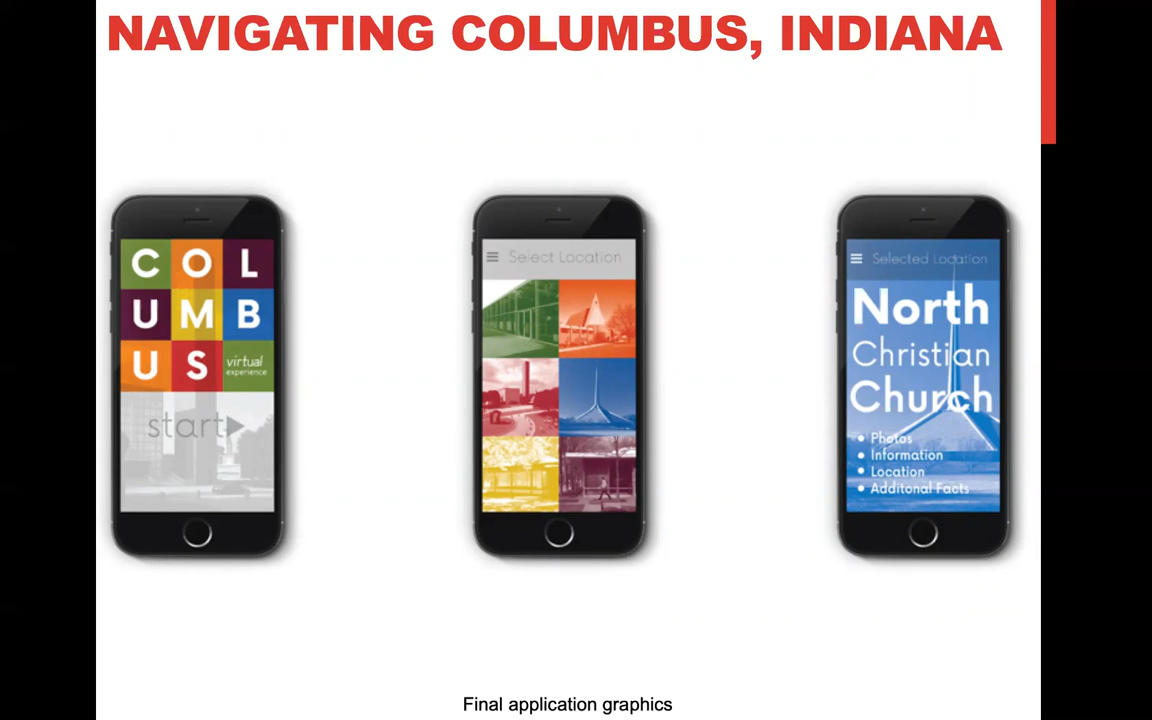 NAVIGATING COLUMBUS, INDIANA
C O L
U M B
U S virtual
experience
start
Select Location
Selected Location
North
Christian
Church
• Photos
• Information
• Location
• Additonal Facts
Final application graphics